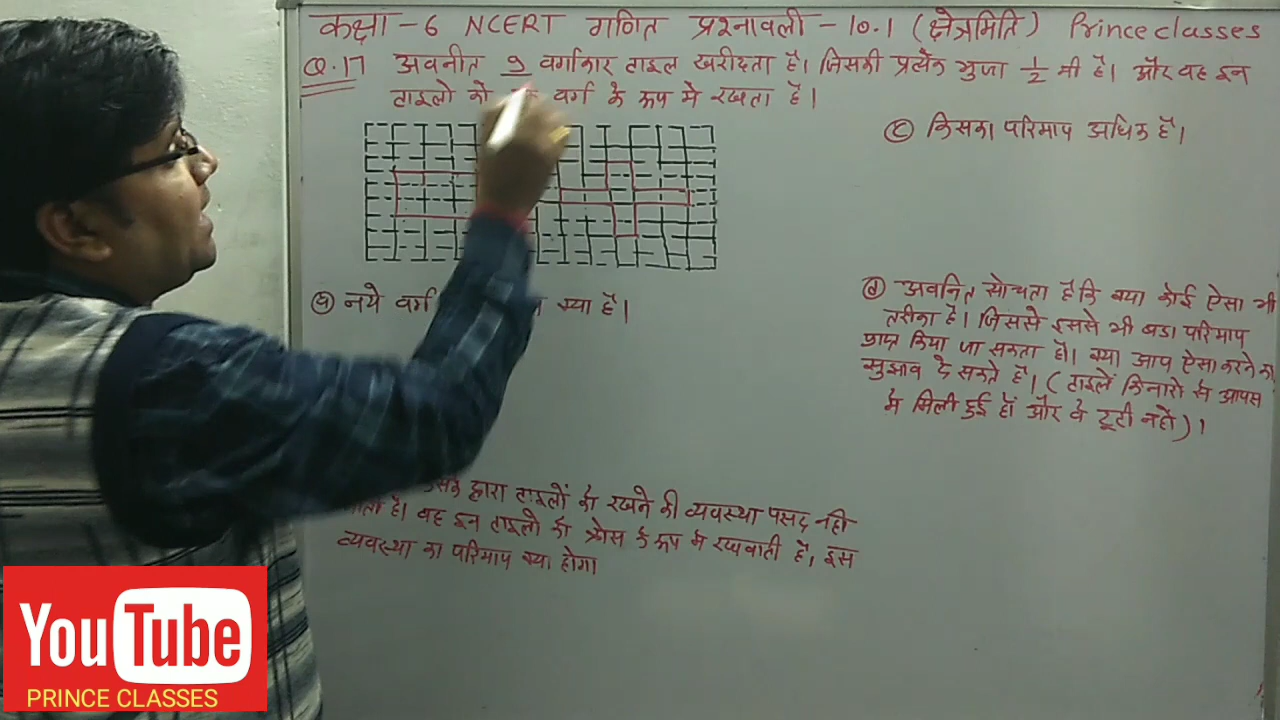 कक्षा - 6 NCERT गणित प्रश्नावली - 10.1 (क्षेत्रमिति) Prince classes
Q.17 अवनीत 9 वर्गाकार टाइल खरीदता है। जिसकी प्रत्येक भुजा 1/2 मी है। और वह इन
टाइलो को वर्ग के रूप मे रखता है।
ⓒ किसका परिमाप अधिक है।
ⓐ नये वर्ग क्या है।
ⓓ अवनित सोचता है कि क्या कोई ऐसा भी
तरीका है। जिससे इससे भी बडा परिमाप
प्राप्त किया जा सकता हो। क्या आप ऐसा करने का
सुझाव दे सकते है। (टाइले किनारो से आपस
मे मिली हुई हों और वे टूटी नहो)।
द्वारा टाइलों के रखने की व्यवस्था पसद नही
है। वह इन टाइलो को क्रोस के रूप मे रखवाती है, इस
व्यवस्था का परिमाप क्या होगा
YouTube
PRINCE CLASSES